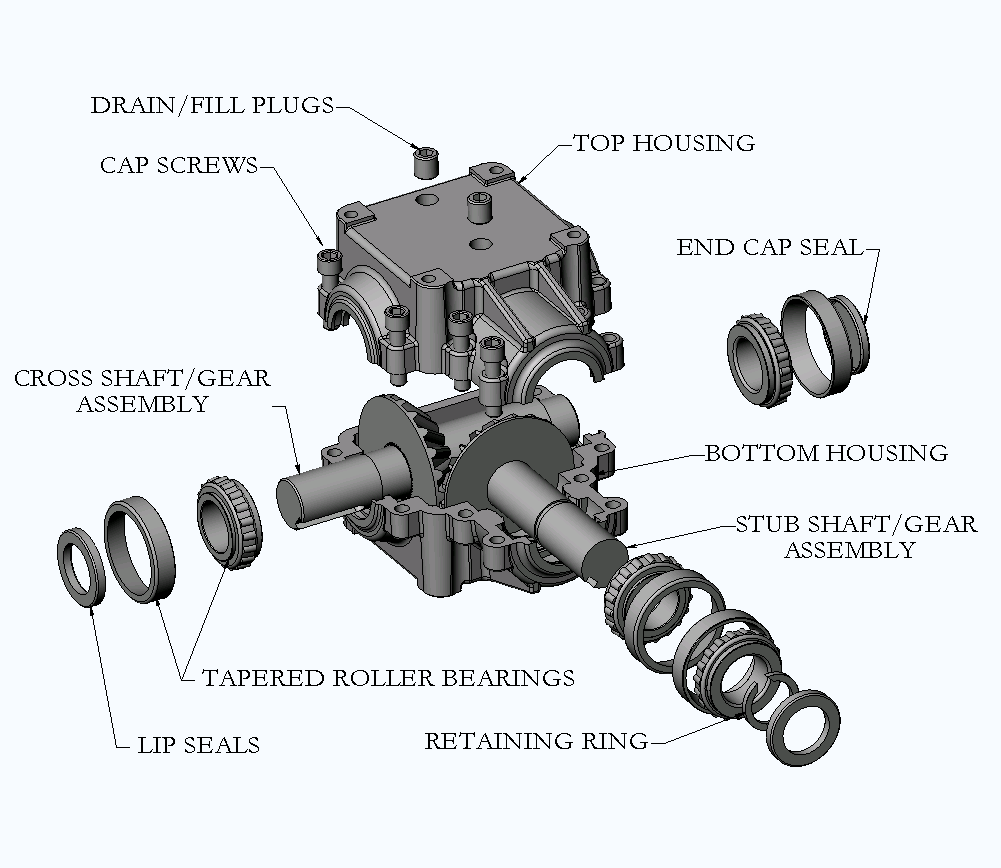 DRAIN/FILL PLUGS
TOP HOUSING
CAP SCREWS
END CAP SEAL
CROSS SHAFT/GEAR
ASSEMBLY
BOTTOM HOUSING
STUB SHAFT/GEAR
ASSEMBLY
TAPERED ROLLER BEARINGS
RETAINING RING
LIP SEALS